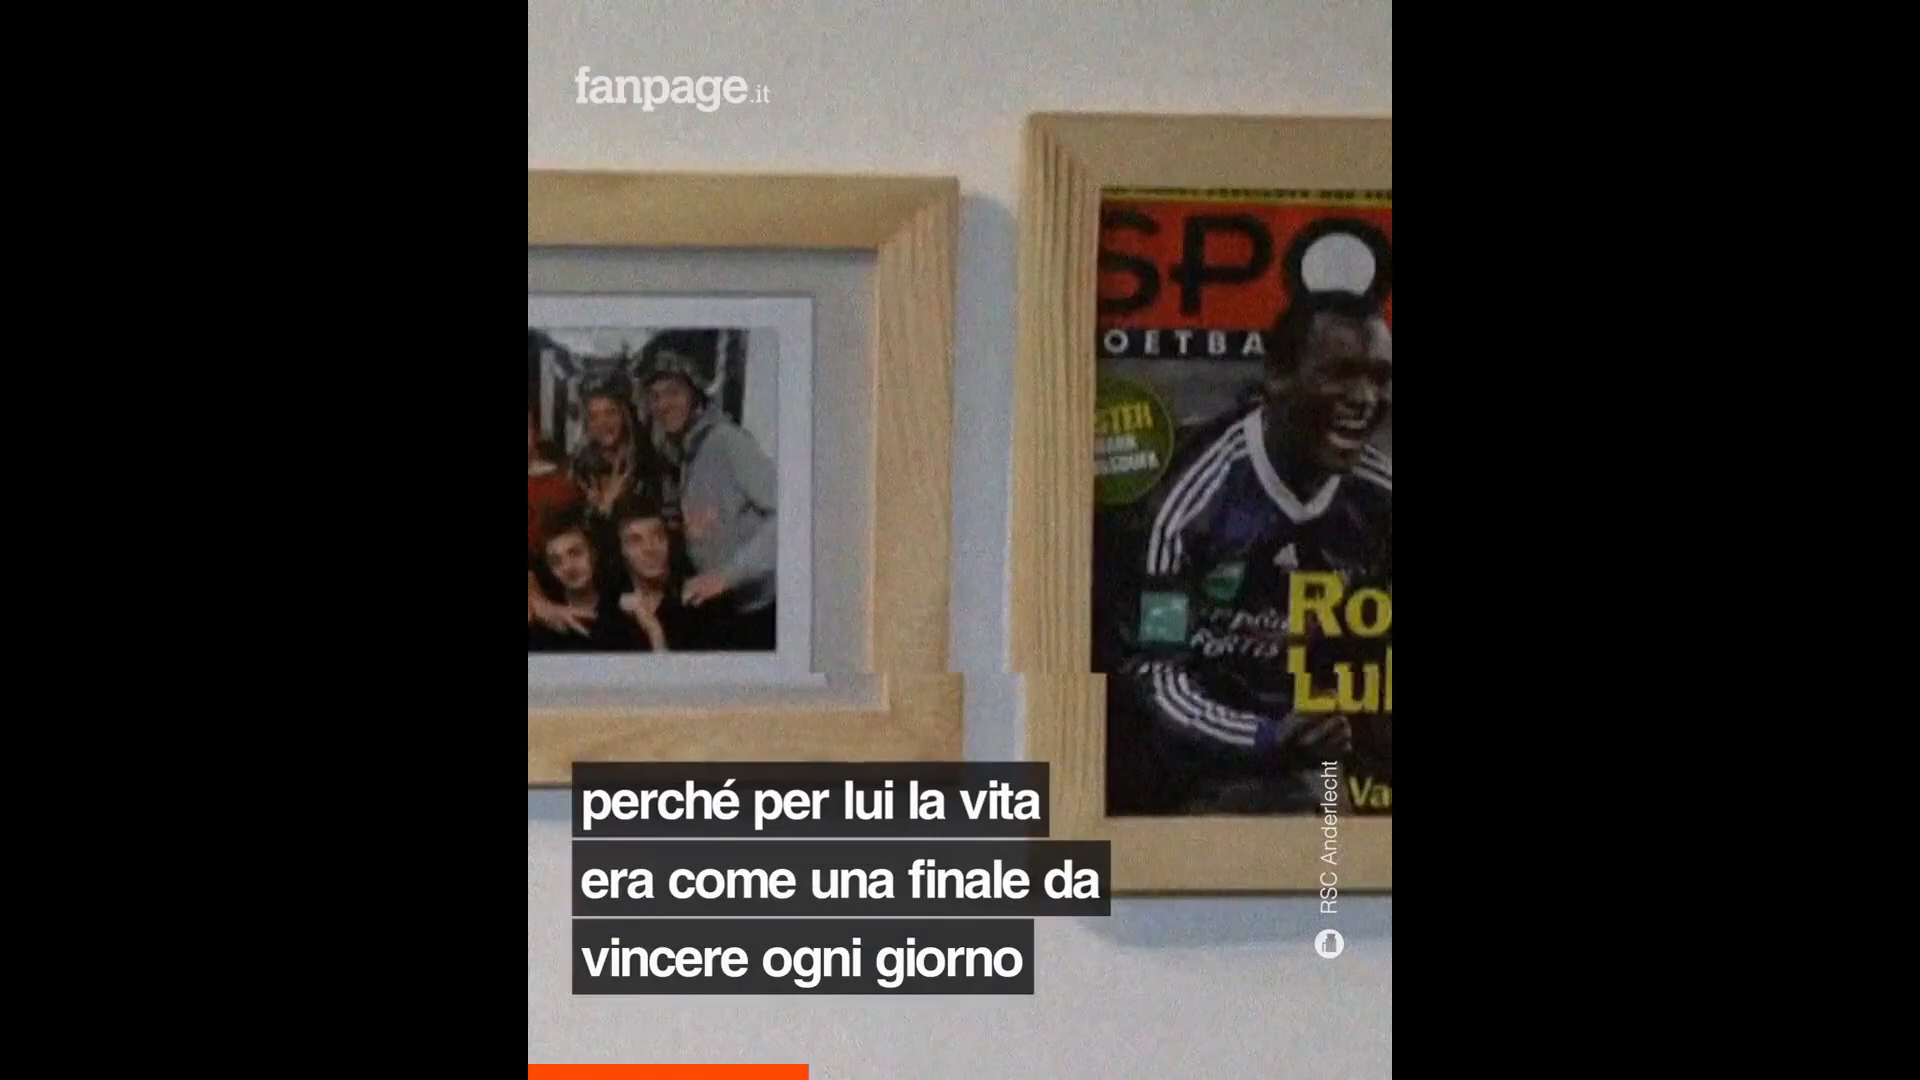 fanpage.it
SPO
OETBA
STER
Ro
Lu
Va
perché per lui la vita
era come una finale da
vincere ogni giorno
RSC Anderlecht